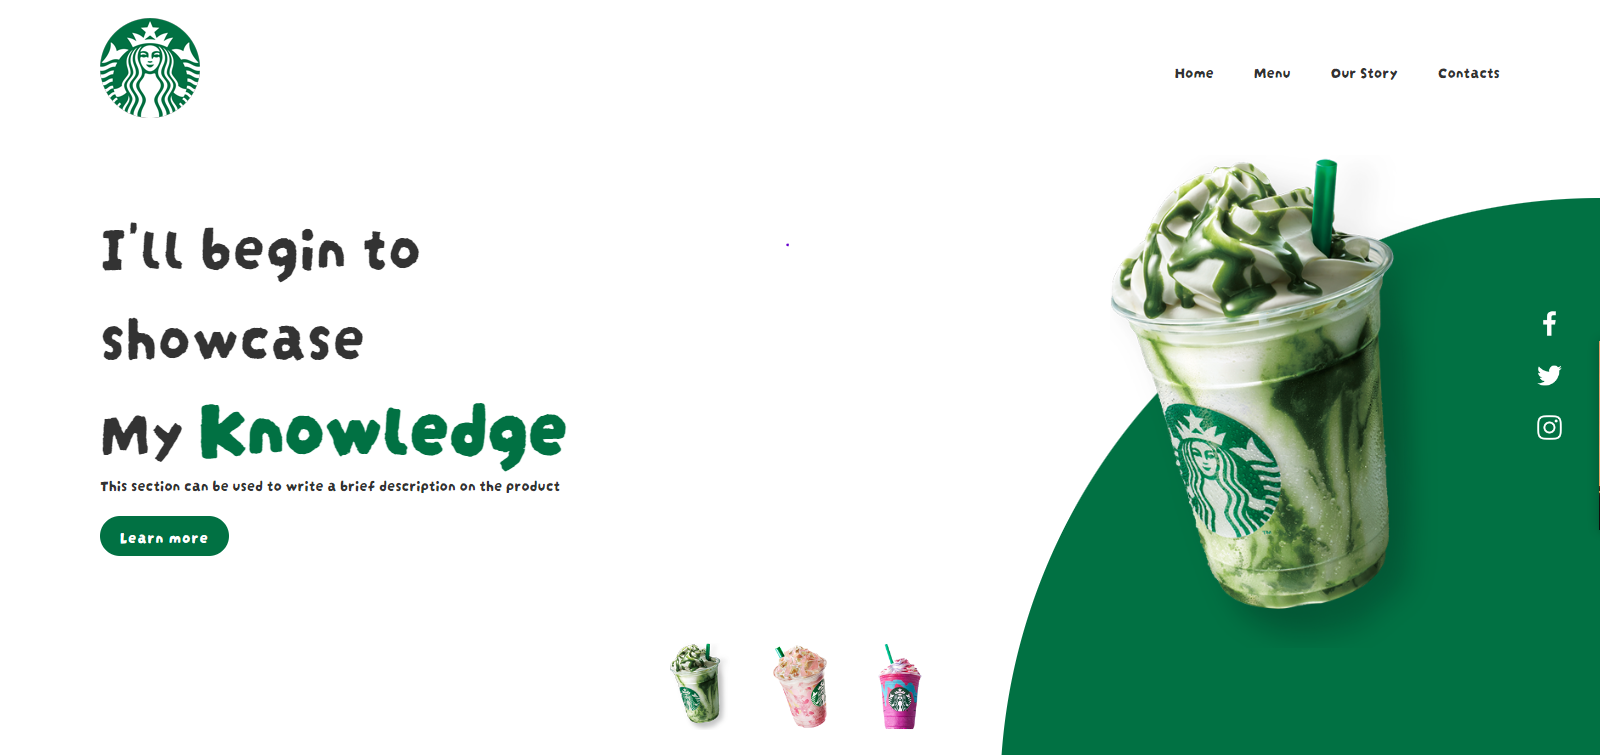 Home Menu Our Story Contacts
I'll begin to
showcase
My Knowledge
This section can be used to write a brief description on the product
Learn more